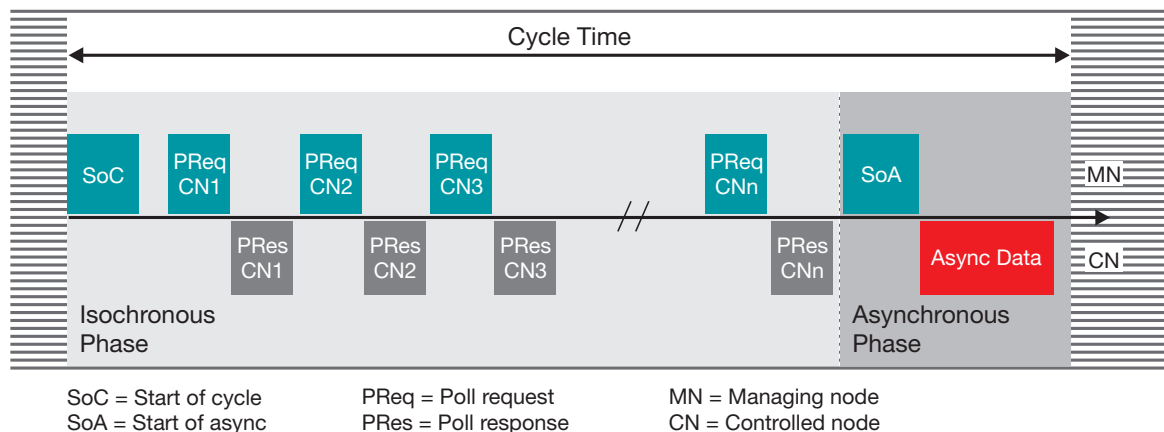 Cycle Time
SoC
PReq
CN1
PReq
CN2
PReq
CN3
PReq
CNn
SoA
MN
PRes
CN1
PRes
CN2
PRes
CN3
PRes
CNn
Async Data
CN
Isochronous
Phase
Asynchronous
Phase
SoC = Start of cycle
PReq = Poll request
MN = Managing node
SoA = Start of async
PRes = Poll response
CN = Controlled node